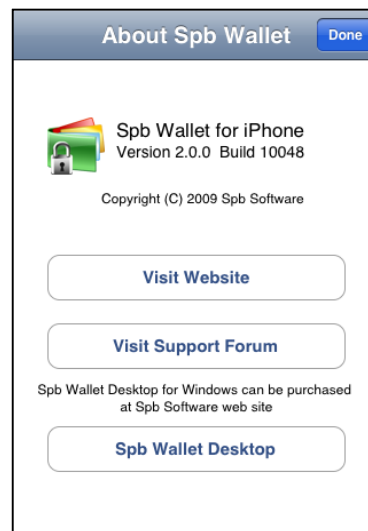 About Spb Wallet
Done
Spb Wallet for iPhone
Version 2.0.0 Build 10048
Copyright (C) 2009 Spb Software
Visit Website
Visit Support Forum
Spb Wallet Desktop for Windows can be purchased
at Spb Software web site
Spb Wallet Desktop